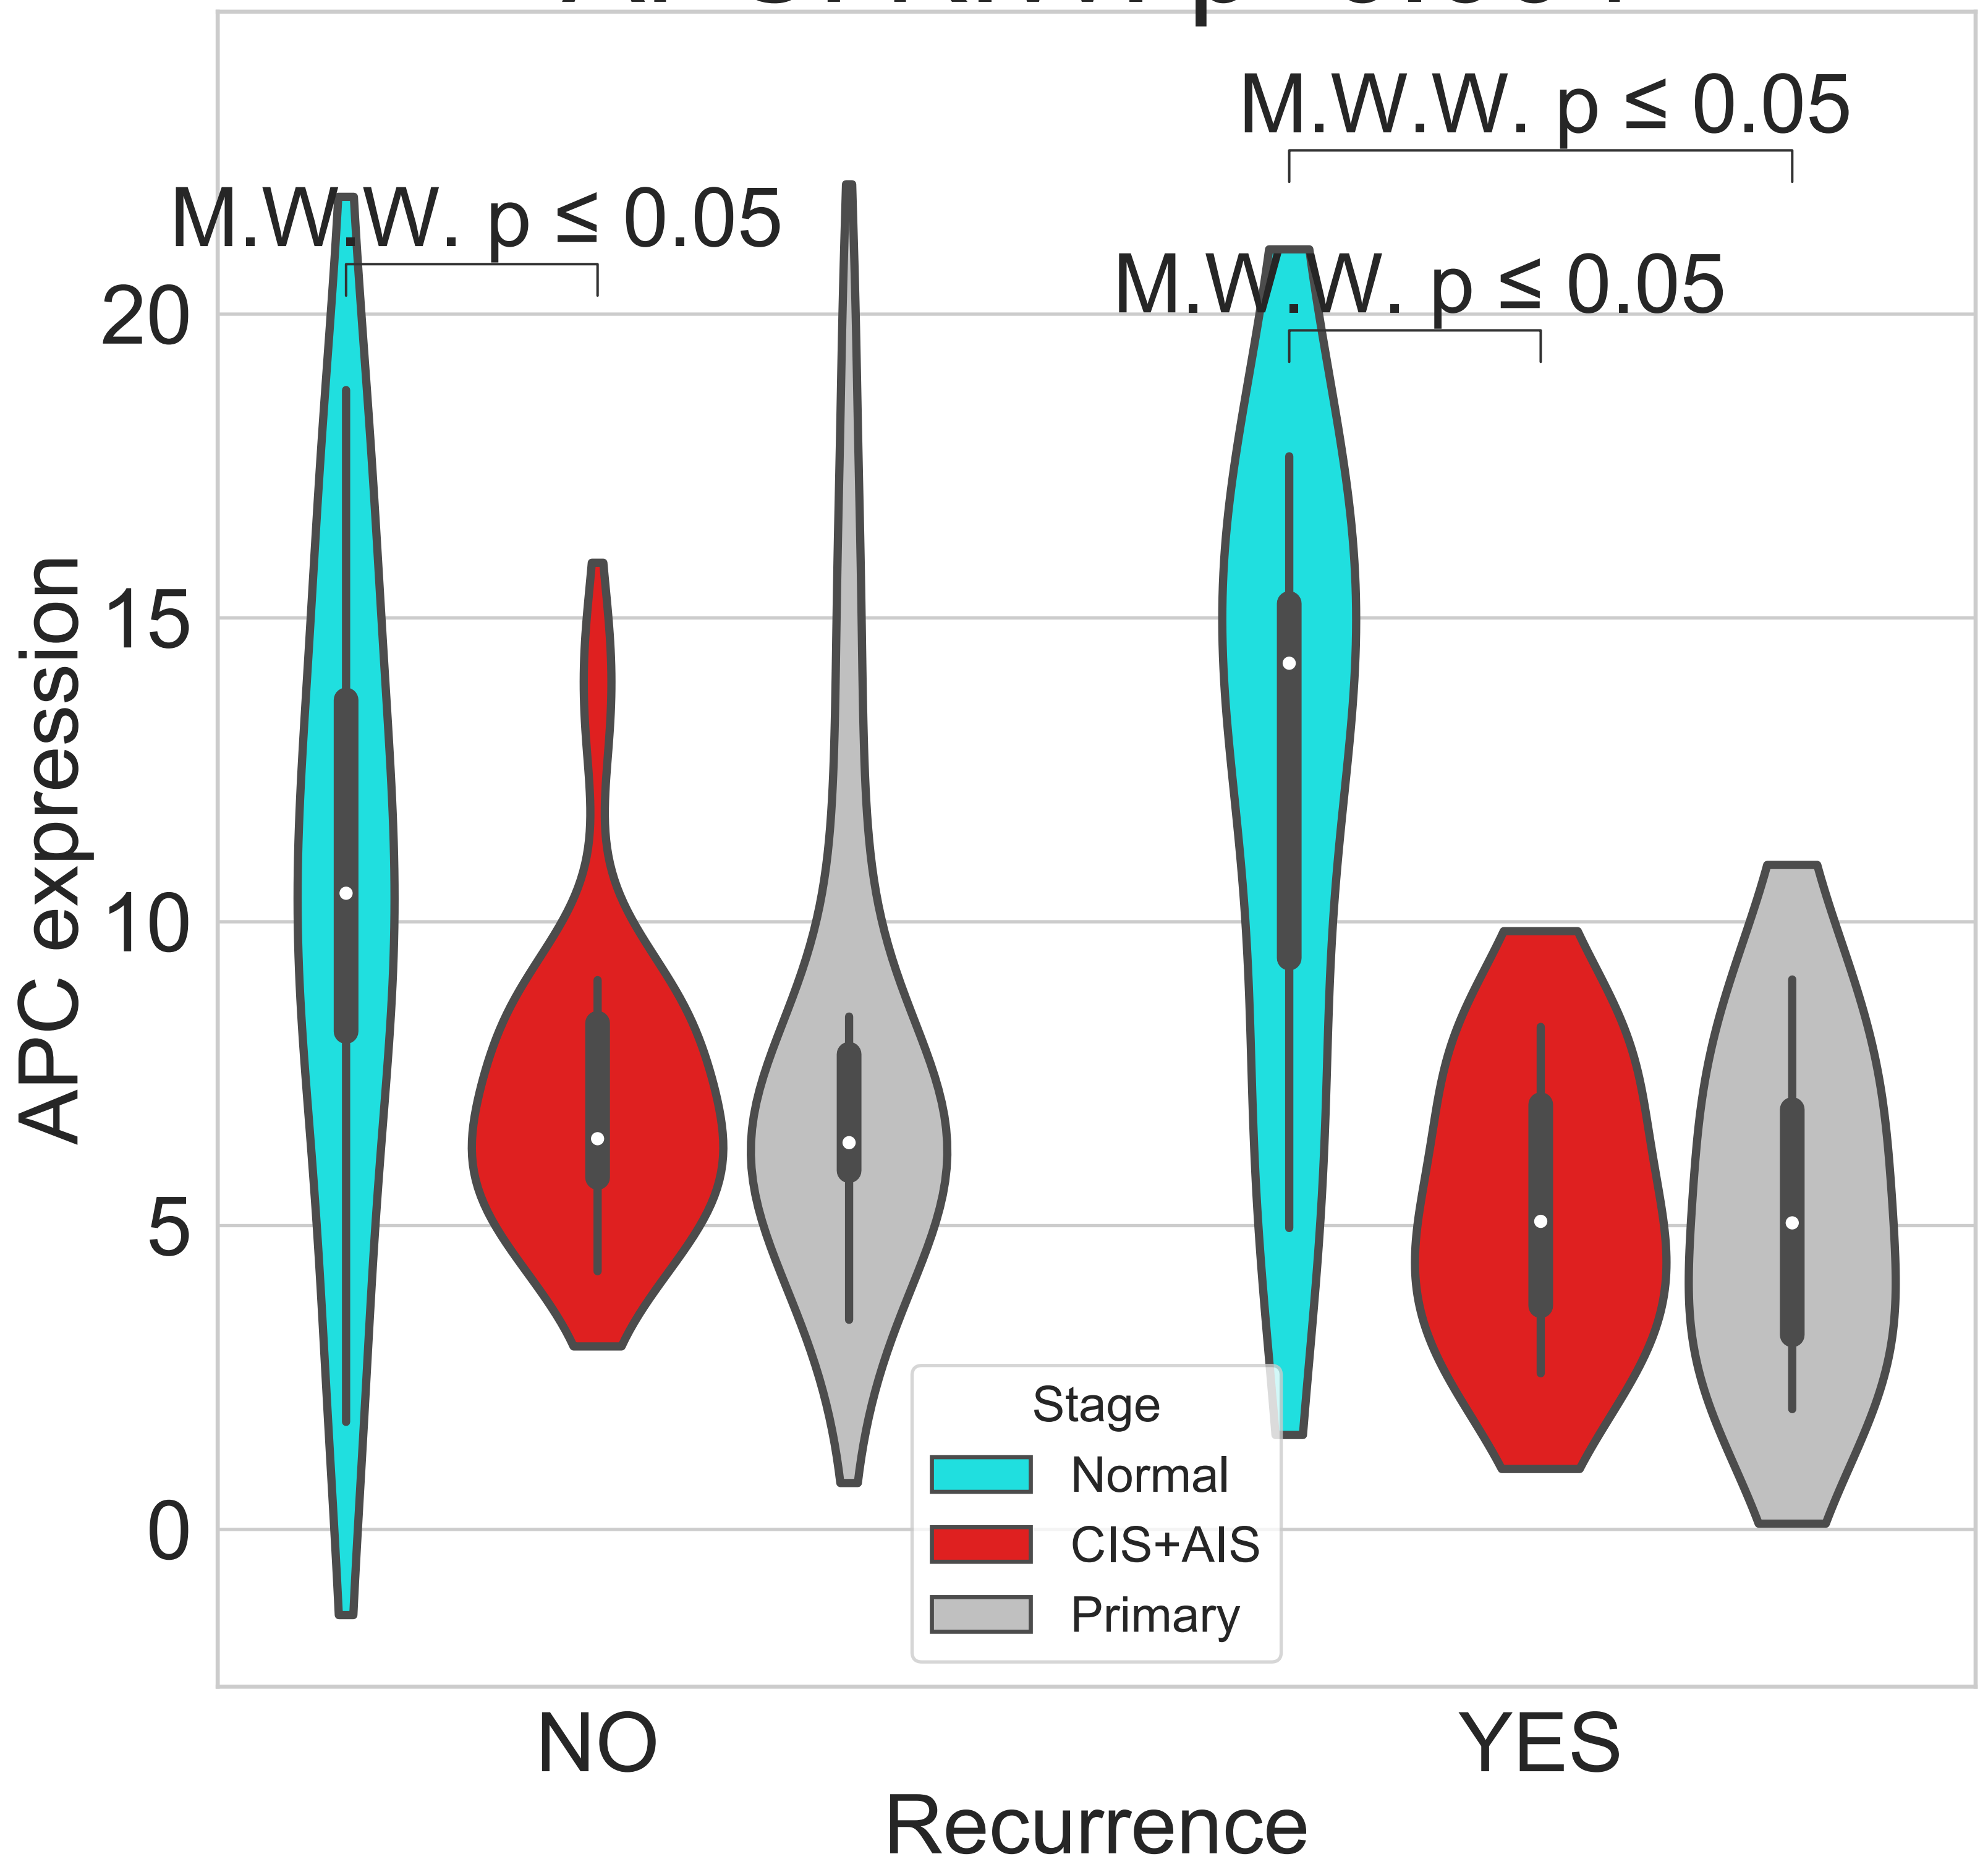 M.W.W. p ≤ 0.05
M.W.W. p ≤ 0.05
M.W.W. p ≤ 0.05
20
15
10
5
0
APC expression
Stage
Normal
CIS+AIS
Primary
NO
YES
Recurrence